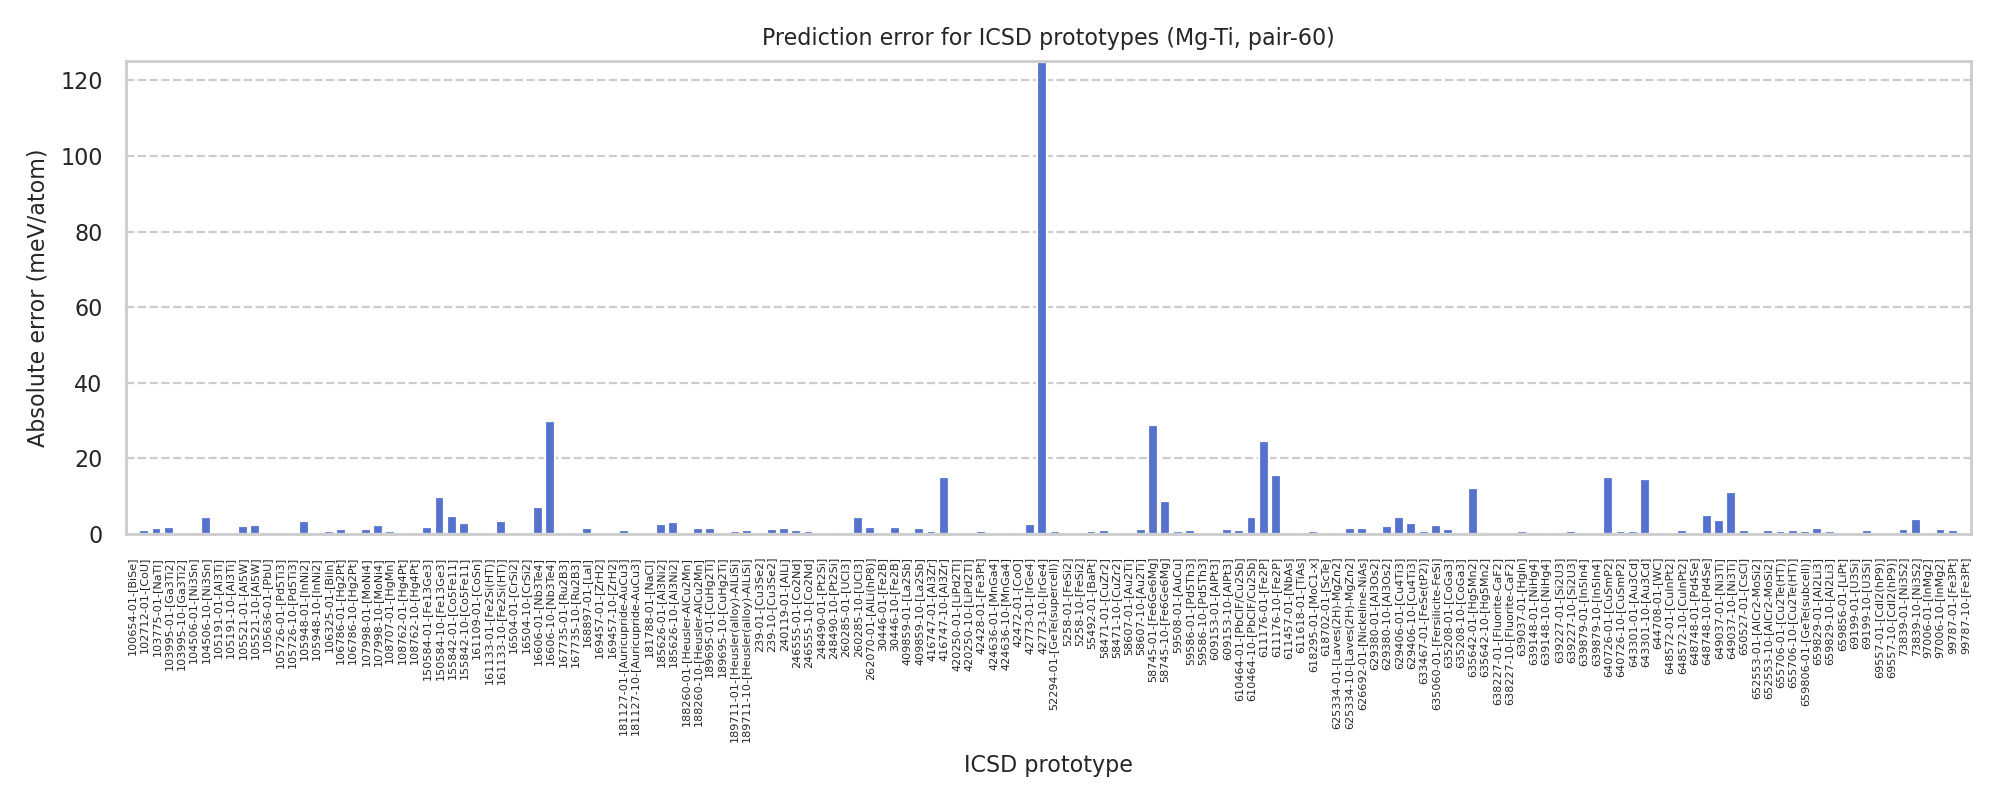 Prediction error for ICSD prototypes (Mg-Ti, pair-60)
Absolute error (meV/atom)
120
100
80
60
40
20
0
100654-01-[BiSe]
102712-01-[CoU]
103775-01-[NaTl]
103995-01-[Ga3Ti2]
103995-10-[Ga3Ti2]
104506-01-[Ni3Sn]
104506-10-[Ni3Sn]
105191-01-[Al3Ti]
105191-10-[Al3Ti]
105521-01-[Al5W]
105521-10-[Al5W]
105636-01-[PbU]
105726-01-[Pd5Ti3]
105726-10-[Pd5Ti3]
105948-01-[InNi2]
105948-10-[InNi2]
106325-01-[BiIn]
106786-01-[Hg2Pt]
106786-10-[Hg2Pt]
107998-01-[MoNi4]
107998-10-[MoNi4]
108707-01-[HgMn]
108762-01-[Hg4Pt]
108762-10-[Hg4Pt]
150584-01-[Fe13Ge3]
150584-10-[Fe13Ge3]
155842-01-[Co5Fe11]
155842-10-[Co5Fe11]
161109-01-[CoSn]
161133-01-[Fe2Si(HT)]
161133-10-[Fe2Si(HT)]
16504-01-[CrSi2]
16504-10-[CrSi2]
166606-01-[Nb3Te4]
166606-10-[Nb3Te4]
167735-01-[Ru2B3]
167735-10-[Ru2B3]
168897-01-[LaI]
169457-01-[ZrH2]
169457-10-[ZrH2]
181127-01-[Auricupride-AuCu3]
181127-10-[Auricupride-AuCu3]
181788-01-[NaCl]
185626-01-[Al3Ni2]
185626-10-[Al3Ni2]
188260-01-[Heusler-AlCu2Mn]
188260-10-[Heusler-AlCu2Mn]
189695-01-[CuHg2Ti]
189695-10-[CuHg2Ti]
189711-01-[Heusler(alloy)-AlLiSi]
189711-10-[Heusler(alloy)-AlLiSi]
239-01-[Cu3Se2]
239-10-[Cu3Se2]
240119-01-[AlLi]
246555-01-[Co2Nd]
246555-10-[Co2Nd]
248490-01-[Pt2Si]
248490-10-[Pt2Si]
260285-01-[UCl3]
260285-10-[UCl3]
262070-01-[AlLi(hP8)]
30446-01-[Fe2B]
30446-10-[Fe2B]
409859-01-[La2Sb]
409859-10-[La2Sb]
416747-01-[Al3Zr]
416747-10-[Al3Zr]
420250-01-[LiPd2Tl]
420250-10-[LiPd2Tl]
42428-01-[FePt]
424636-01-[MnGa4]
424636-10-[MnGa4]
42472-01-[CoO]
42773-01-[IrGe4]
42773-10-[IrGe4]
52294-01-[GeTe(supercell)]
5258-01-[FeSi2]
5258-10-[FeSi2]
55492-01-[BaPt]
58471-01-[CuZr2]
58471-10-[CuZr2]
58607-01-[Au2Ti]
58607-10-[Au2Ti]
58745-01-[Fe6Ge6Mg]
58745-10-[Fe6Ge6Mg]
59508-01-[AuCu]
59586-01-[Pd5Th3]
59586-10-[Pd5Th3]
609153-01-[AlPt3]
609153-10-[AlPt3]
610464-01-[PbClF/Cu2Sb]
610464-10-[PbClF/Cu2Sb]
611176-01-[Fe2P]
611176-10-[Fe2P]
611457-01-[NbAs]
611618-01-[TiAs]
618295-01-[MoC1-x]
618702-01-[ScTe]
625334-01-[Laves(2H)-MgZn2]
625334-10-[Laves(2H)-MgZn2]
626692-01-[Nickeline-NiAs]
629380-01-[Al3Os2]
629380-10-[Al3Os2]
629406-01-[Cu4Ti3]
629406-10-[Cu4Ti3]
633467-01-[FeSe(tP2)]
635060-01-[Fersilicite-FeSi]
635208-01-[CoGa3]
635208-10-[CoGa3]
635642-01-[Hg5Mn2]
635642-10-[Hg5Mn2]
638227-01-[Fluorite-CaF2]
638227-10-[Fluorite-CaF2]
639037-01-[HgIn]
639148-01-[NiHg4]
639148-10-[NiHg4]
639227-01-[Si2U3]
639227-10-[Si2U3]
639879-01-[In5In4]
639879-10-[In5In4]
640726-01-[CuSmP2]
640726-10-[CuSmP2]
643301-01-[Au3Cd]
643301-10-[Au3Cd]
644708-01-[WC]
648572-01-[CuInPt2]
648572-10-[CuInPt2]
648748-01-[Pd4Se]
648748-10-[Pd4Se]
649037-01-[Ni3Ti]
649037-10-[Ni3Ti]
650527-01-[CsCl]
652553-01-[AlCr2-MoSi2]
652553-10-[AlCr2-MoSi2]
655706-01-[Cu2Te(HT)]
655706-10-[Cu2Te(HT)]
659806-01-[GeTe(subcell)]
659829-01-[Al2Li3]
659829-10-[Al2Li3]
659856-01-[LiPt]
69199-01-[U3Si]
69199-10-[U3Si]
69557-01-[CdI2(hP9)]
69557-10-[CdI2(hP9)]
73839-01-[Ni3S2]
73839-10-[Ni3S2]
97006-01-[InMg2]
97006-10-[InMg2]
99787-01-[Fe3Pt]
99787-10-[Fe3Pt]
ICSD prototype